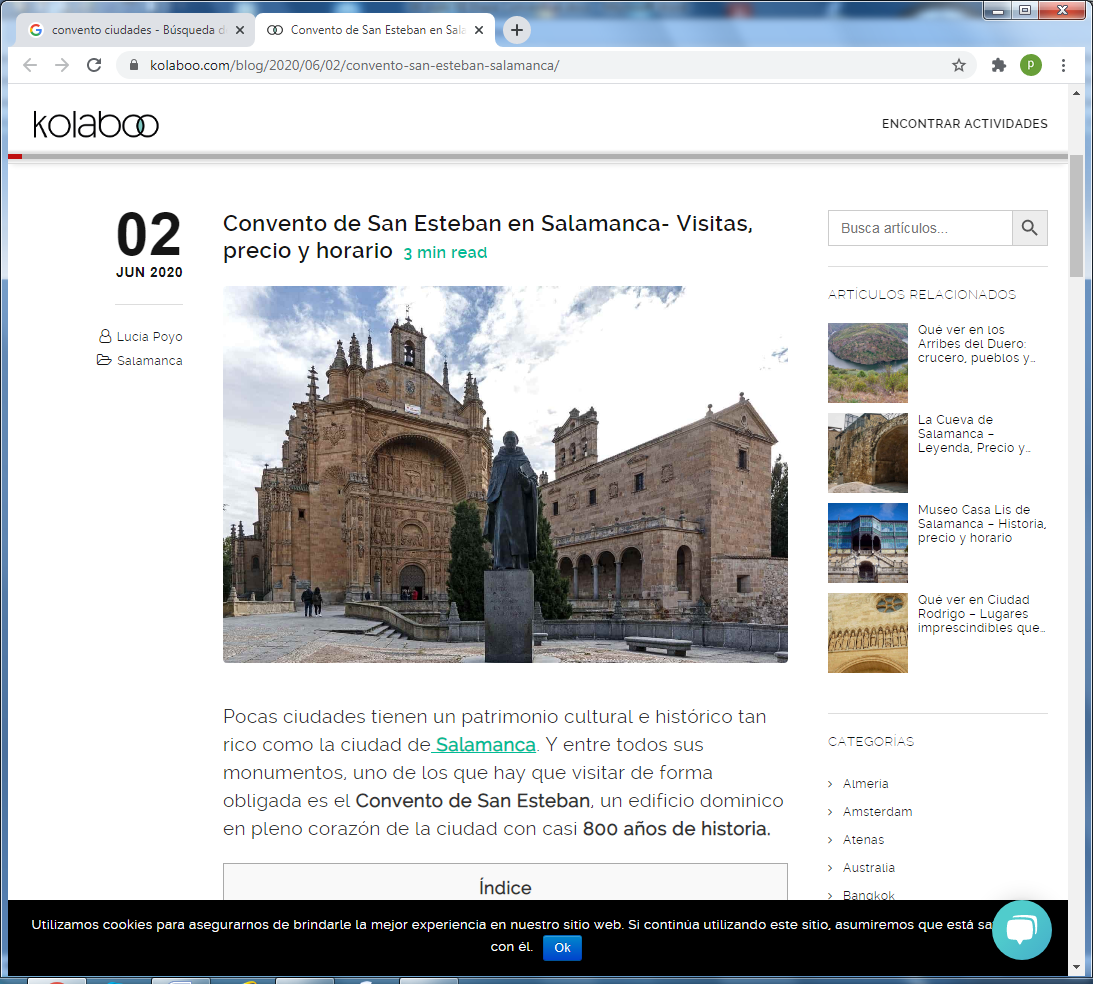 convento ciudades - Búsqueda d
Convento de San Esteban en Sala
kolaboo.com/blog/2020/06/02/convento-san-esteban-salamanca/
P
kolaboo
ENCONTRAR ACTIVIDADES
02
JUN 2020
Lucía Poyo
Salamanca
Convento de San Esteban en Salamanca- Visitas,
precio y horario 3 min read
Pocas ciudades tienen un patrimonio cultural e histórico tan
rico como la ciudad de Salamanca. Y entre todos sus
monumentos, uno de los que hay que visitar de forma
obligada es el Convento de San Esteban, un edificio dominico
en pleno corazón de la ciudad con casi 800 años de historia.
Índice
Busca artículos...
ARTÍCULOS RELACIONADOS
Qué ver en los
Arribes del Duero:
crucero, pueblos y...
La Cueva de
Salamanca –
Leyenda, Precio y...
Museo Casa Lis de
Salamanca – Historia,
precio y horario
Qué ver en Ciudad
Rodrigo – Lugares
imprescindibles que...
CATEGORÍAS
Almería
Amsterdam
Atenas
Australia
Bangkok
Utilizamos cookies para asegurarnos de brindarle la mejor experiencia en nuestro sitio web. Si continúa utilizando este sitio, asumiremos que está sa
con él. Ok